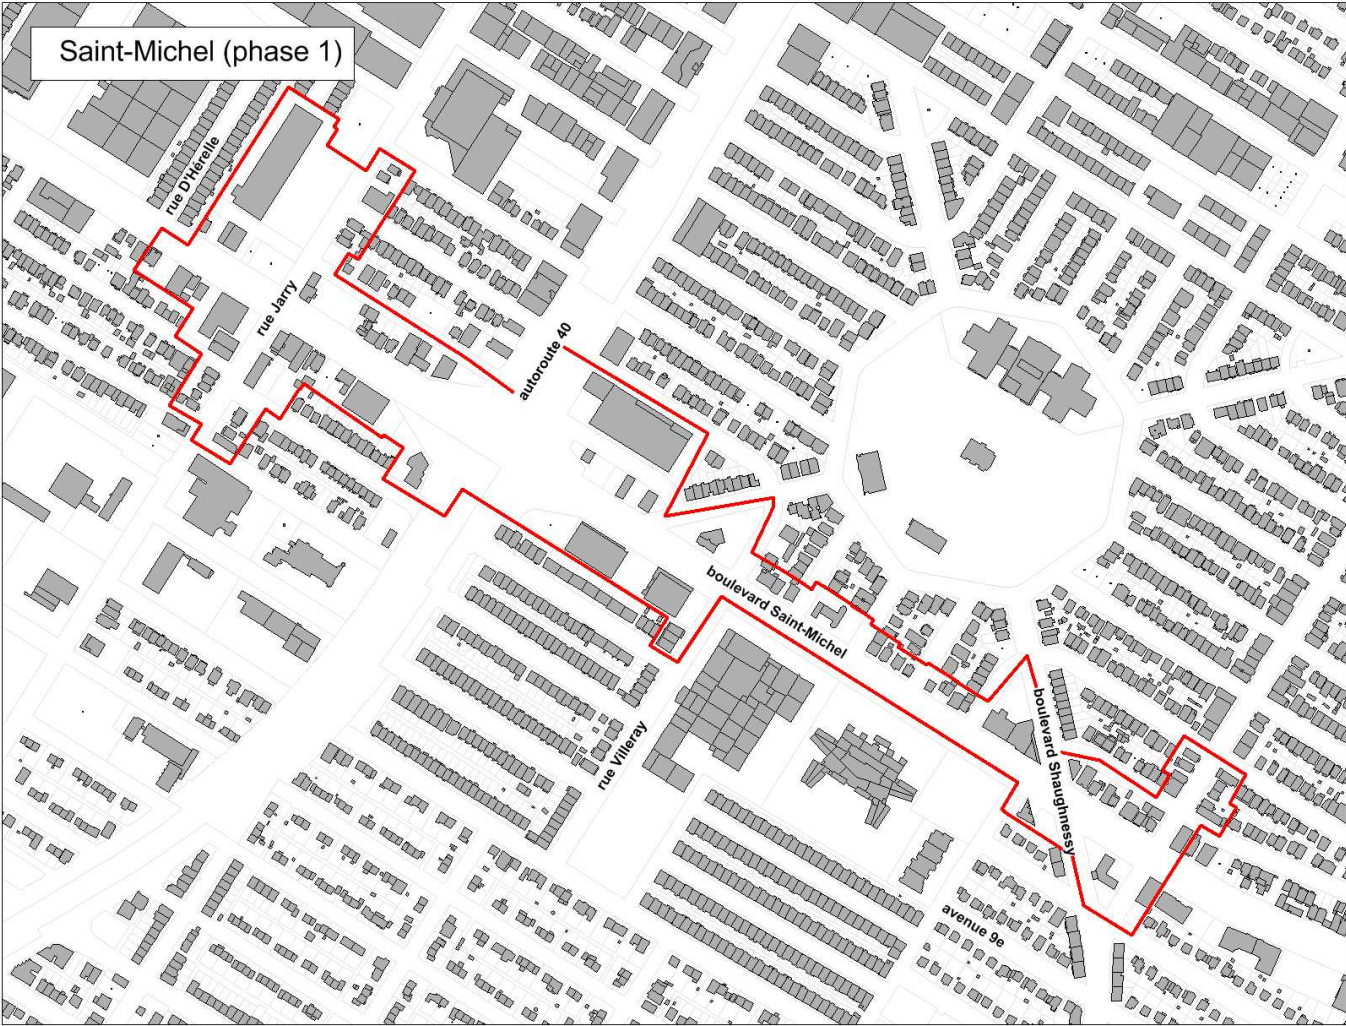 Saint-Michel (phase 1)
rue D'Hérelle
rue Jarry
autoroute 40
boulevard Saint-Michel
rue Villeray
boulevard Shaughnessy
avenue 9e